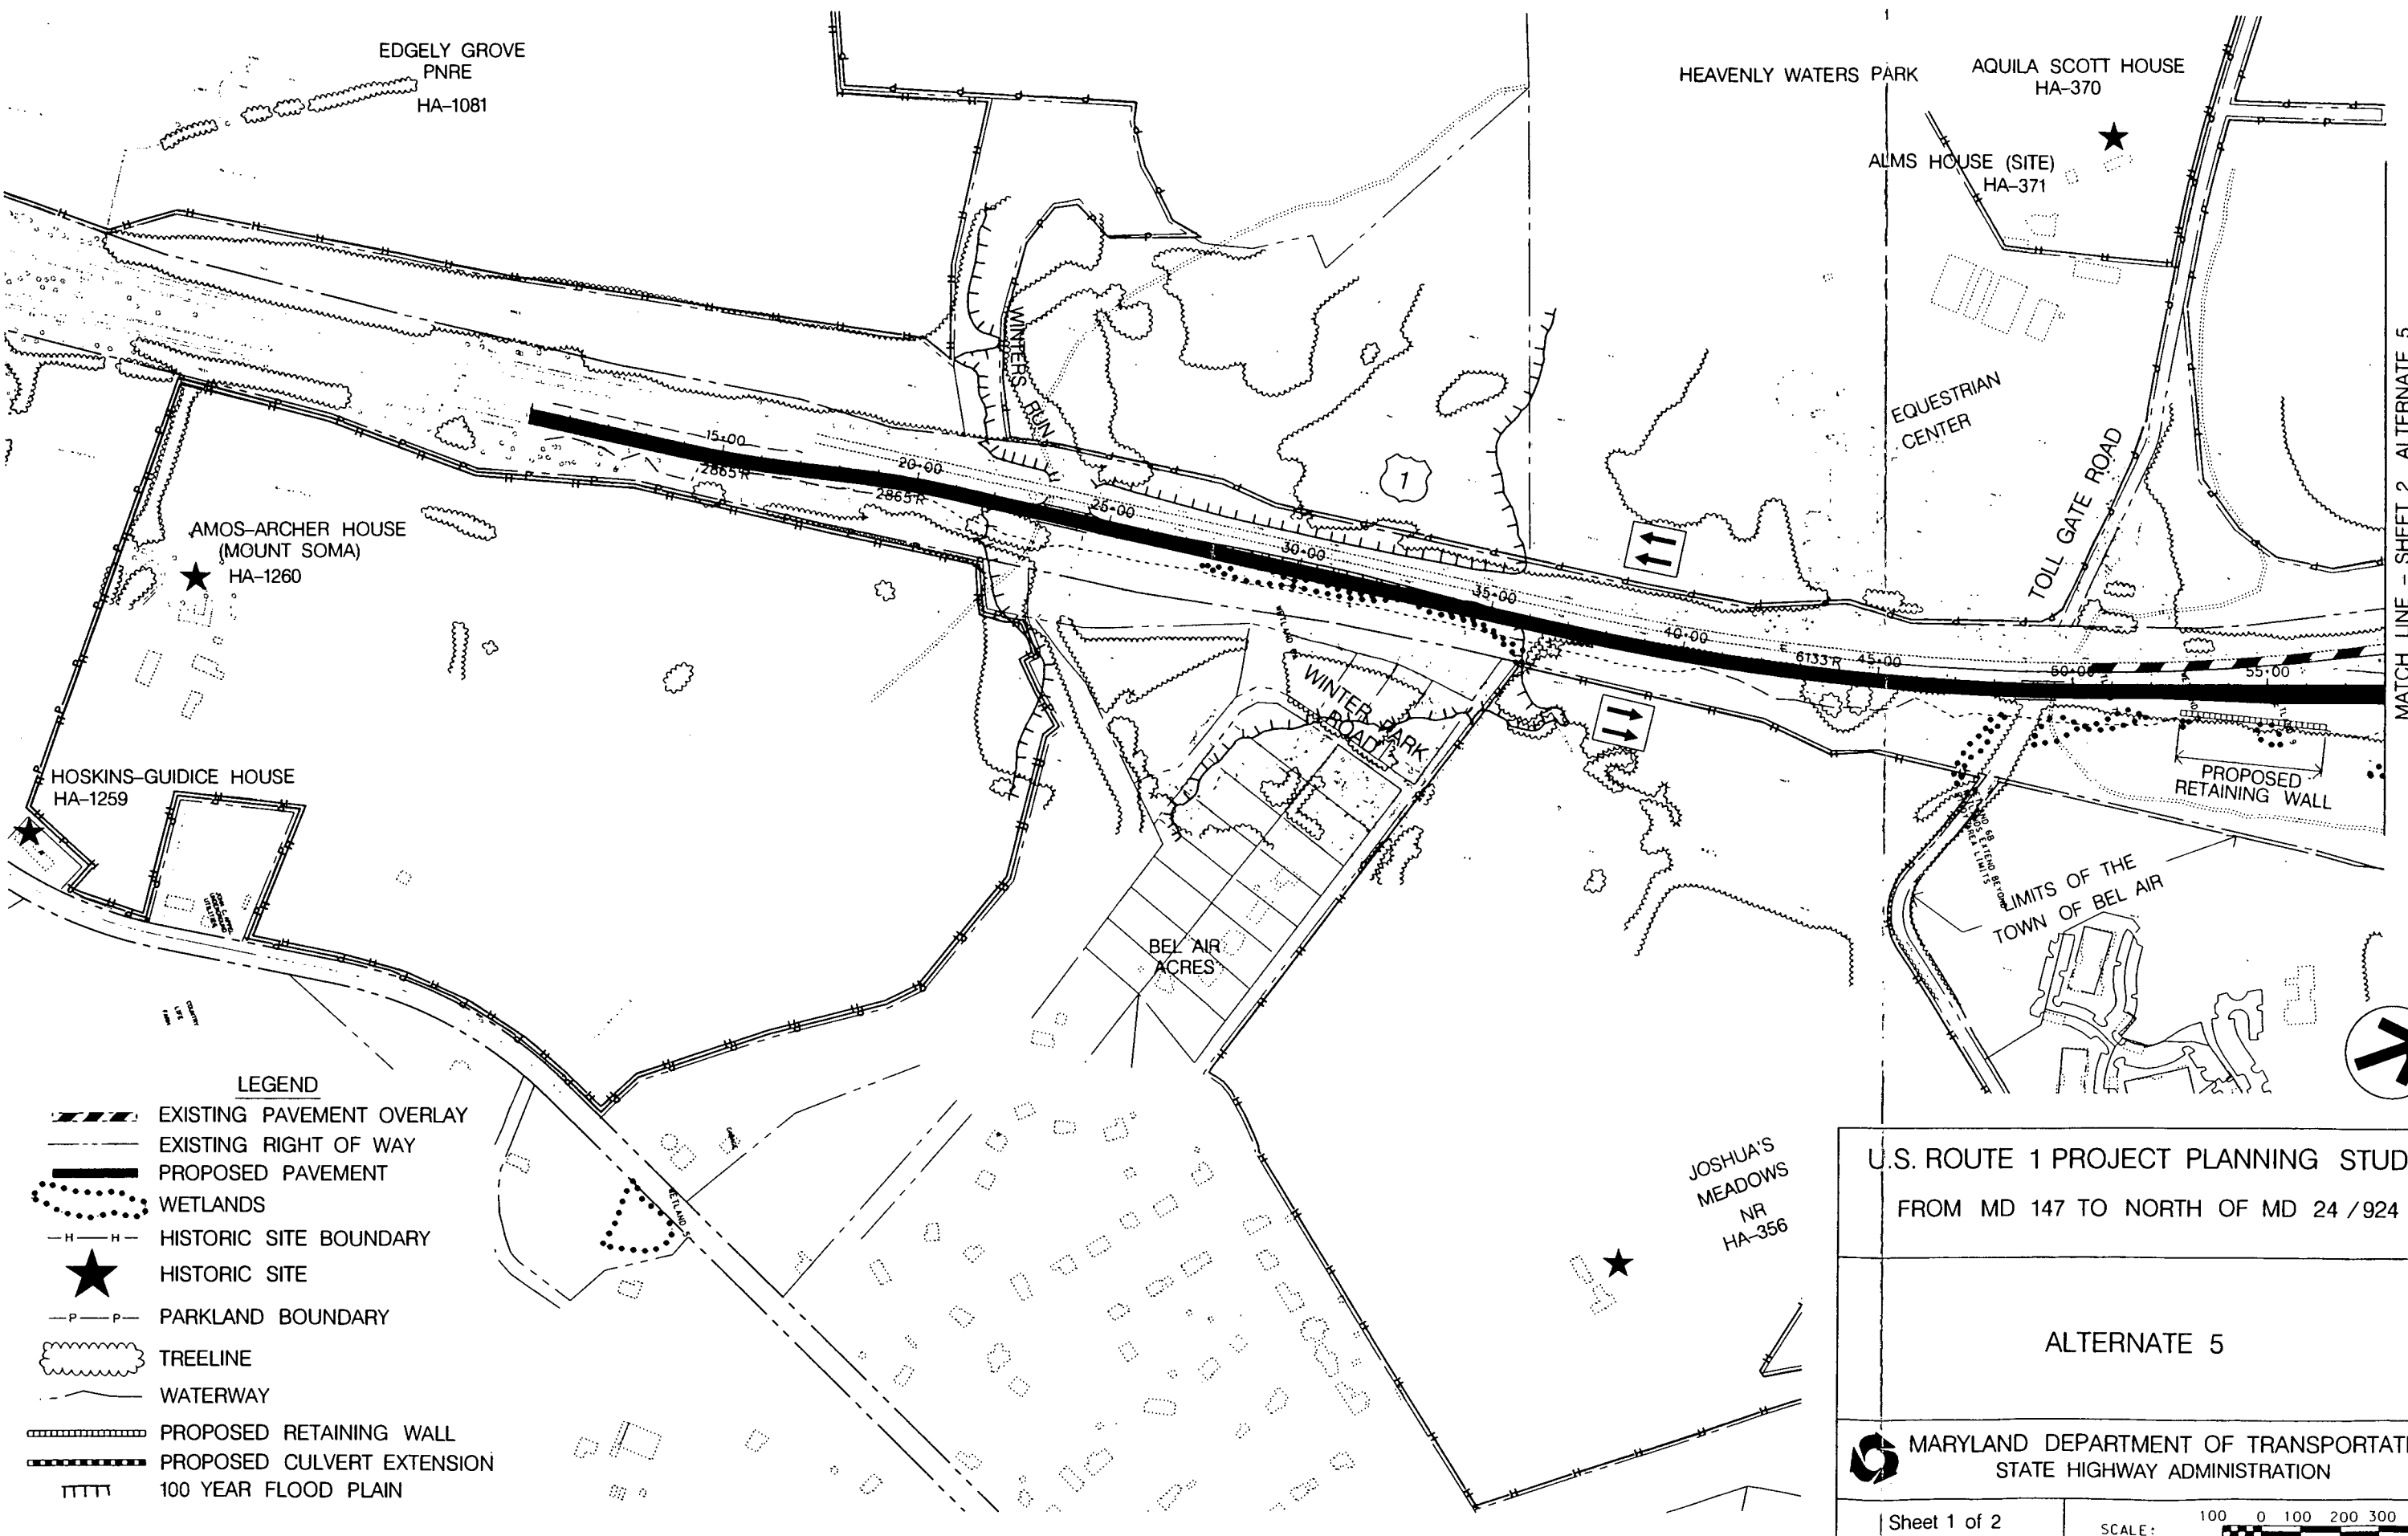 EDGELY GROVE
PNRE
HA-1081
HEAVENLY WATERS PARK
AQUILA SCOTT HOUSE
HA-370
ALMS HOUSE (SITE)
HA-371
WINTERS RUN
1
EQUESTRIAN
CENTER
TOLL GATE ROAD
MATCH LINE - SHEET 2 ALTERNATE 5
15+00
2865'R
20+00
2865'R
25+00
30+00
35+00
40+00
6133'R
45+00
50+00
55+00
AMOS-ARCHER HOUSE
(MOUNT SOMA)
HA-1260
HOSKINS-GUIDICE HOUSE
HA-1259
WINTER PARK
ROAD
PROPOSED
RETAINING WALL
LIMITS OF THE
TOWN OF BEL AIR
BEL AIR
ACRES
COUNTRY
LIFE
FARM
WETLAND 5
JOSHUA'S
MEADOWS
NR
HA-356
LEGEND
EXISTING PAVEMENT OVERLAY
EXISTING RIGHT OF WAY
PROPOSED PAVEMENT
WETLANDS
H H HISTORIC SITE BOUNDARY
HISTORIC SITE
P P PARKLAND BOUNDARY
TREELINE
WATERWAY
PROPOSED RETAINING WALL
PROPOSED CULVERT EXTENSION
100 YEAR FLOOD PLAIN
U.S. ROUTE 1 PROJECT PLANNING STUD
FROM MD 147 TO NORTH OF MD 24 / 924
ALTERNATE 5
MARYLAND DEPARTMENT OF TRANSPORTAT
STATE HIGHWAY ADMINISTRATION
Sheet 1 of 2
SCALE:
100 0 100 200 300